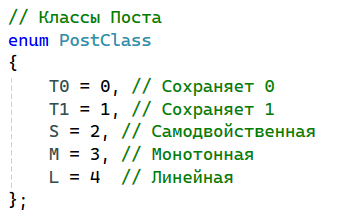 // Классы Поста
enum PostClass
{
    T0 = 0, // Сохраняет 0
    T1 = 1, // Сохраняет 1
    S = 2, // Самодвойственная
    M = 3, // Монотонная
    L = 4  // Линейная
};